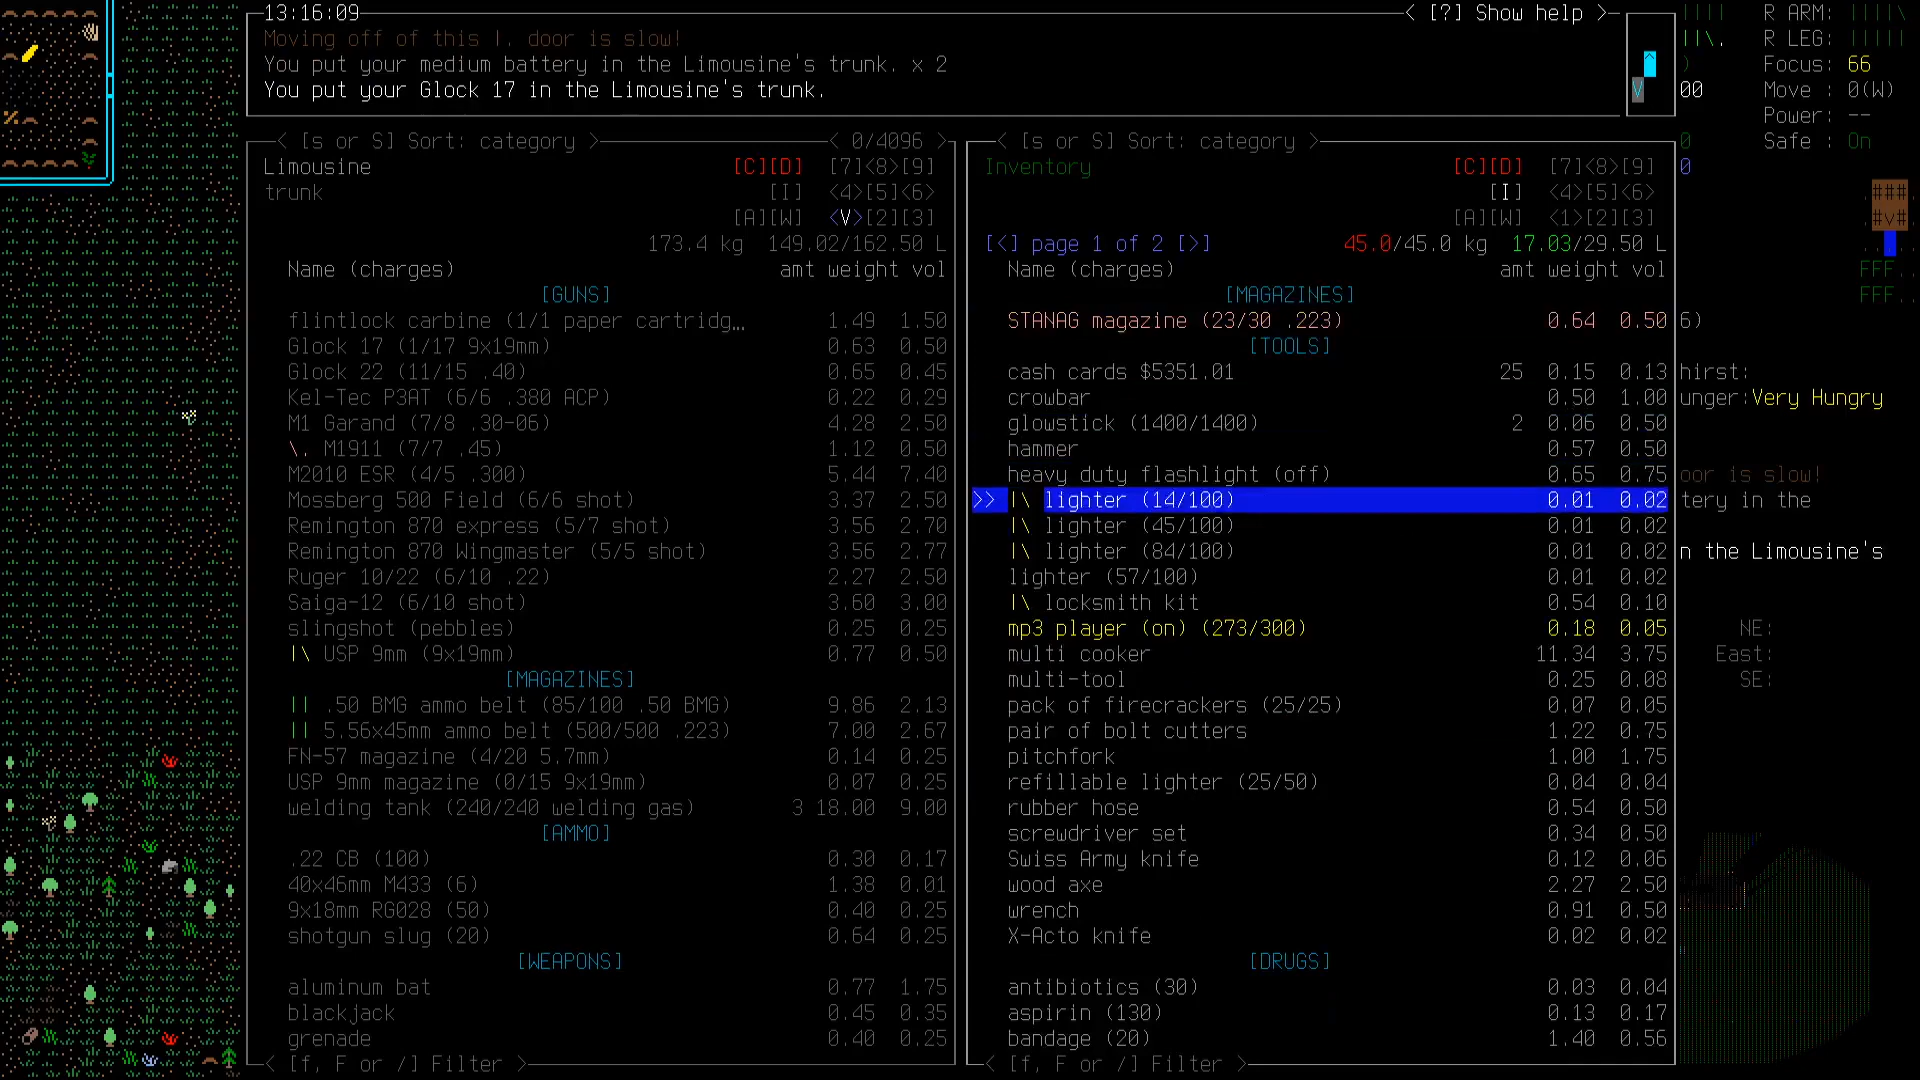 13:16:09
< [?] Show help >
Moving off of this l. door is slow!
You put your medium battery in the Limousine's trunk. x 2
You put your Glock 17 in the Limousine's trunk.
R ARM: ||||\
||\. R LEG: |||||
Focus: 66
00 Move : 0(W)
Power: --
Safe : On
< [s or S] Sort: category > < 0/4096 >
Limousine [C][D] [7]<8>[9]
trunk [I] <4>[5]<6>
[A][W] <V>[2][3]
173.4 kg 149.02/162.50 L
Name (charges) amt weight vol
[GUNS]
flintlock carbine (1/1 paper cartridg… 1.49 1.50
Glock 17 (1/17 9x19mm) 0.63 0.50
Glock 22 (11/15 .40) 0.65 0.45
Kel-Tec P3AT (6/6 .380 ACP) 0.22 0.29
M1 Garand (7/8 .30-06) 4.28 2.50
\. M1911 (7/7 .45) 1.12 0.50
M2010 ESR (4/5 .300) 5.44 7.40
Mossberg 500 Field (6/6 shot) 3.37 2.50
Remington 870 express (5/7 shot) 3.56 2.70
Remington 870 Wingmaster (5/5 shot) 3.56 2.77
Ruger 10/22 (6/10 .22) 2.27 2.50
Saiga-12 (6/10 shot) 3.60 3.00
slingshot (pebbles) 0.25 0.25
|\ USP 9mm (9x19mm) 0.77 0.50
[MAGAZINES]
|| .50 BMG ammo belt (85/100 .50 BMG) 9.86 2.13
|| 5.56x45mm ammo belt (500/500 .223) 7.00 2.67
FN-57 magazine (4/20 5.7mm) 0.14 0.25
USP 9mm magazine (0/15 9x19mm) 0.07 0.25
welding tank (240/240 welding gas) 3 18.00 9.00
[AMMO]
.22 CB (100) 0.30 0.17
40x46mm M433 (6) 1.38 0.01
9x18mm RG028 (50) 0.40 0.25
shotgun slug (20) 0.64 0.25
[WEAPONS]
aluminum bat 0.77 1.75
blackjack 0.45 0.35
grenade 0.40 0.25
< [f, F or /] Filter >
< [s or S] Sort: category >
Inventory [C][D] [7]<8>[9]
[I] <4>[5]<6>
[A][W] <1>[2][3]
[<] page 1 of 2 [>] 45.0/45.0 kg 17.03/29.50 L
Name (charges) amt weight vol
[MAGAZINES]
STANAG magazine (23/30 .223) 0.64 0.50
[TOOLS]
cash cards $5351.01 25 0.15 0.13
crowbar 0.50 1.00
glowstick (1400/1400) 2 0.06 0.50
hammer 0.57 0.50
heavy duty flashlight (off) 0.65 0.75
>> |\ lighter (14/100) 0.01 0.02
|\ lighter (45/100) 0.01 0.02
|\ lighter (84/100) 0.01 0.02
lighter (57/100) 0.01 0.02
|\ locksmith kit 0.54 0.10
mp3 player (on) (273/300) 0.18 0.05
multi cooker 11.34 3.75
multi-tool 0.25 0.08
pack of firecrackers (25/25) 0.07 0.05
pair of bolt cutters 1.22 0.75
pitchfork 1.00 1.75
refillable lighter (25/50) 0.04 0.04
rubber hose 0.54 0.50
screwdriver set 0.34 0.50
Swiss Army knife 0.12 0.06
wood axe 2.27 2.50
wrench 0.91 0.50
X-Acto knife 0.02 0.02
[DRUGS]
antibiotics (30) 0.03 0.04
aspirin (130) 0.13 0.17
bandage (20) 1.40 0.56
< [f, F or /] Filter >
0
0
###
#v#
FFF..
FFF..
6)
hirst:
unger:Very Hungry
oor is slow!
tery in the
n the Limousine's
NE:
East:
SE: